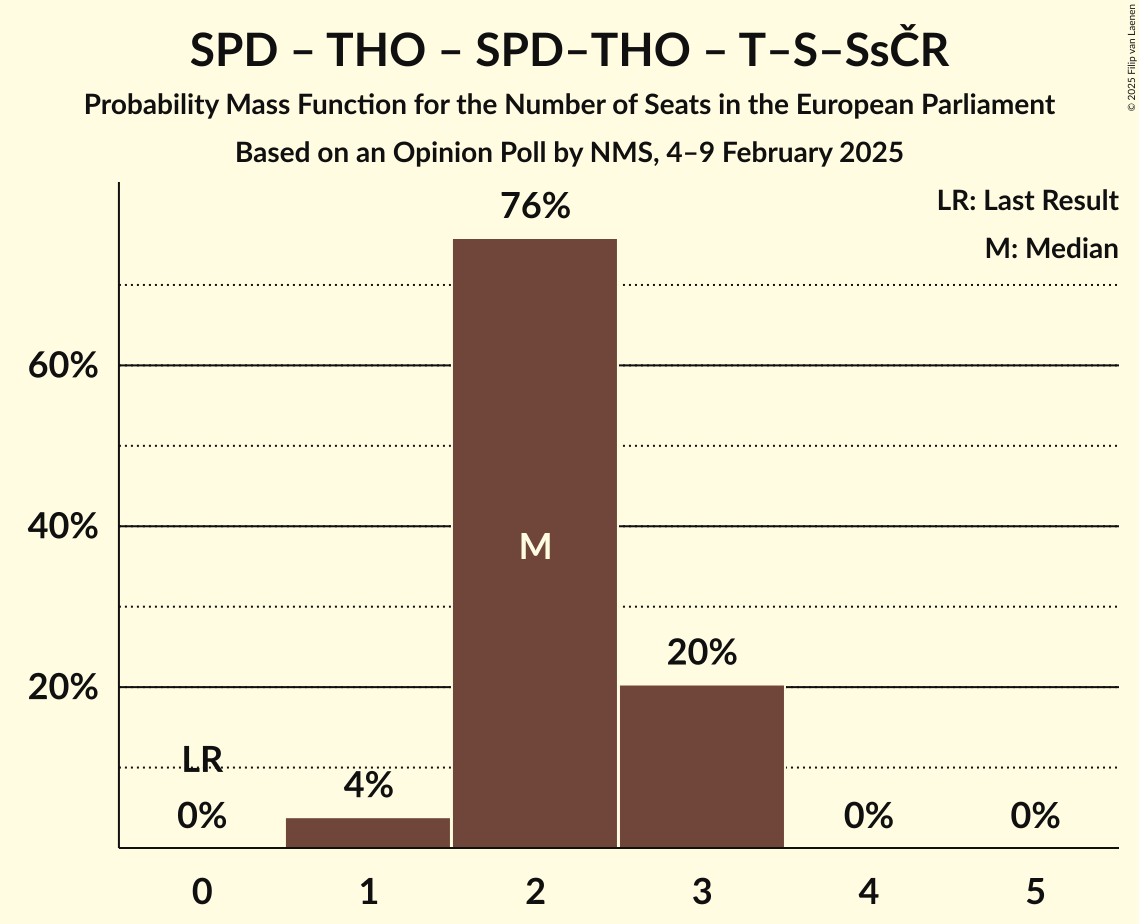 SPD – THO – SPD–THO – T–S–SsČR
Probability Mass Function for the Number of Seats in the European Parliament
Based on an Opinion Poll by NMS, 4–9 February 2025
© 2025 Filip van Laenen
LR: Last Result
M: Median
76%
60%
40%
M
20%
20%
LR
4%
0%
0%
0%
0 1 2 3 4 5